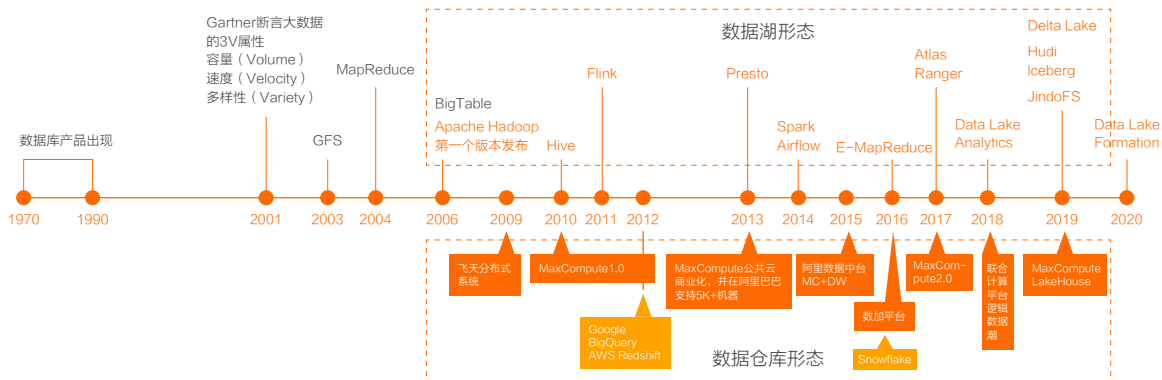 Gartner断言大数据
的3V属性
容量（Volume）
速度（Velocity）
多样性（Variety）
数据库产品出现
GFS
MapReduce
数据湖形态
BigTable
Apache Hadoop
第一个版本发布
Hive
Flink
Presto
Spark
Airflow
E-MapReduce
Atlas
Ranger
Data Lake
Analytics
Delta Lake
Hudi
Iceberg
JindoFS
Data Lake
Formation
1970
1990
2001
2003
2004
2006
2009
2010
2011
2012
2013
2014
2015
2016
2017
2018
2019
2020
飞天分布式
系统
MaxCompute1.0
Google
BigQuery
AWS Redshift
MaxCompute公共云
商业化，并在阿里巴巴
支持5K+机器
阿里数据中台
MC+DW
数加平台
Snowflake
MaxCom-
pute2.0
联合
计算
平台
逻辑
数据
潮
MaxCompute
LakeHouse
数据仓库形态